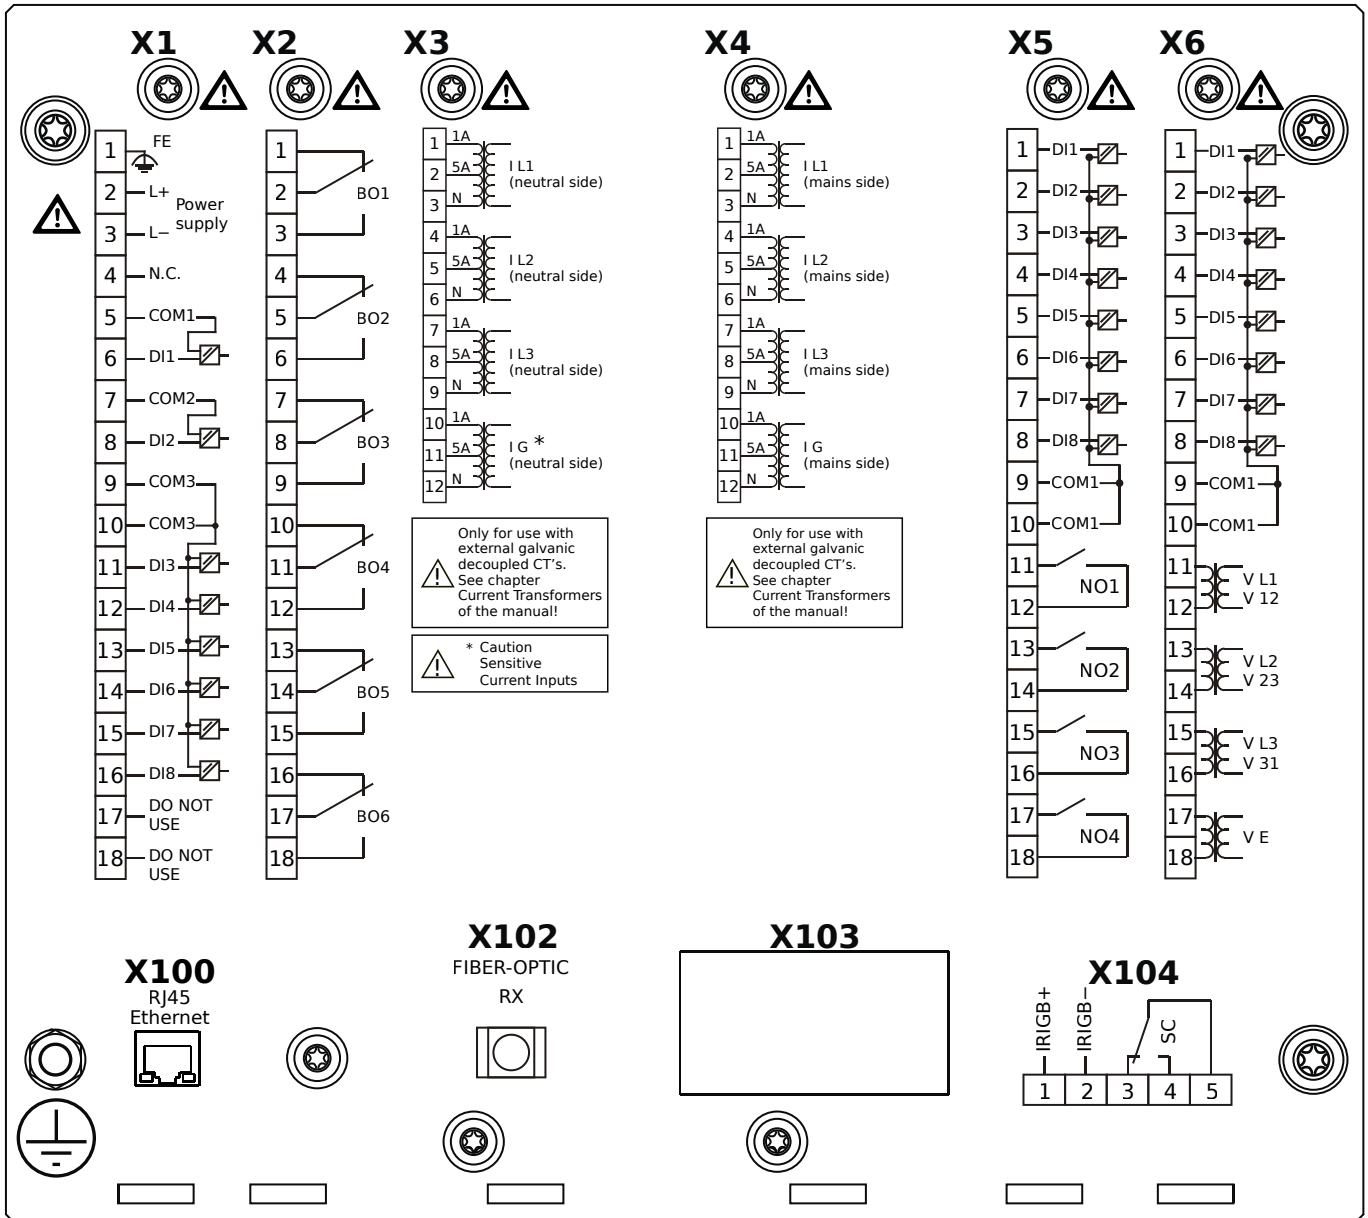 X1
X2
X3
X4
X5
X6
1 FE
2 L+
Power
supply
3 L−
4 N.C.
5 COM1
6 DI1
7 COM2
8 DI2
9 COM3
10 COM3
11 DI3
12 DI4
13 DI5
14 DI6
15 DI7
16 DI8
17 DO NOT
USE
18 DO NOT
USE
1
2 BO1
3
4
5 BO2
6
7
8 BO3
9
10
11 BO4
12
13
14 BO5
15
16
17 BO6
18
1 1A
2 5A
3 N
I L1
(neutral side)
4 1A
5 5A
6 N
I L2
(neutral side)
7 1A
8 5A
9 N
I L3
(neutral side)
10 1A
11 5A
12 N
I G *
(neutral side)
Only for use with
external galvanic
decoupled CT's.
See chapter
Current Transformers
of the manual!
* Caution
Sensitive
Current Inputs
1 1A
2 5A
3 N
I L1
(mains side)
4 1A
5 5A
6 N
I L2
(mains side)
7 1A
8 5A
9 N
I L3
(mains side)
10 1A
11 5A
12 N
I G
(mains side)
Only for use with
external galvanic
decoupled CT's.
See chapter
Current Transformers
of the manual!
1 DI1
2 DI2
3 DI3
4 DI4
5 DI5
6 DI6
7 DI7
8 DI8
9 COM1
10 COM1
11
NO1
12
13
NO2
14
15
NO3
16
17
NO4
18
1 DI1
2 DI2
3 DI3
4 DI4
5 DI5
6 DI6
7 DI7
8 DI8
9 COM1
10 COM1
11
12
V L1
V 12
13
14
V L2
V 23
15
16
V L3
V 31
17
18
V E
X100
RJ45
Ethernet
X102
FIBER-OPTIC
RX
X103
X104
IRIGB+
IRIGB−
SC
1 2 3 4 5